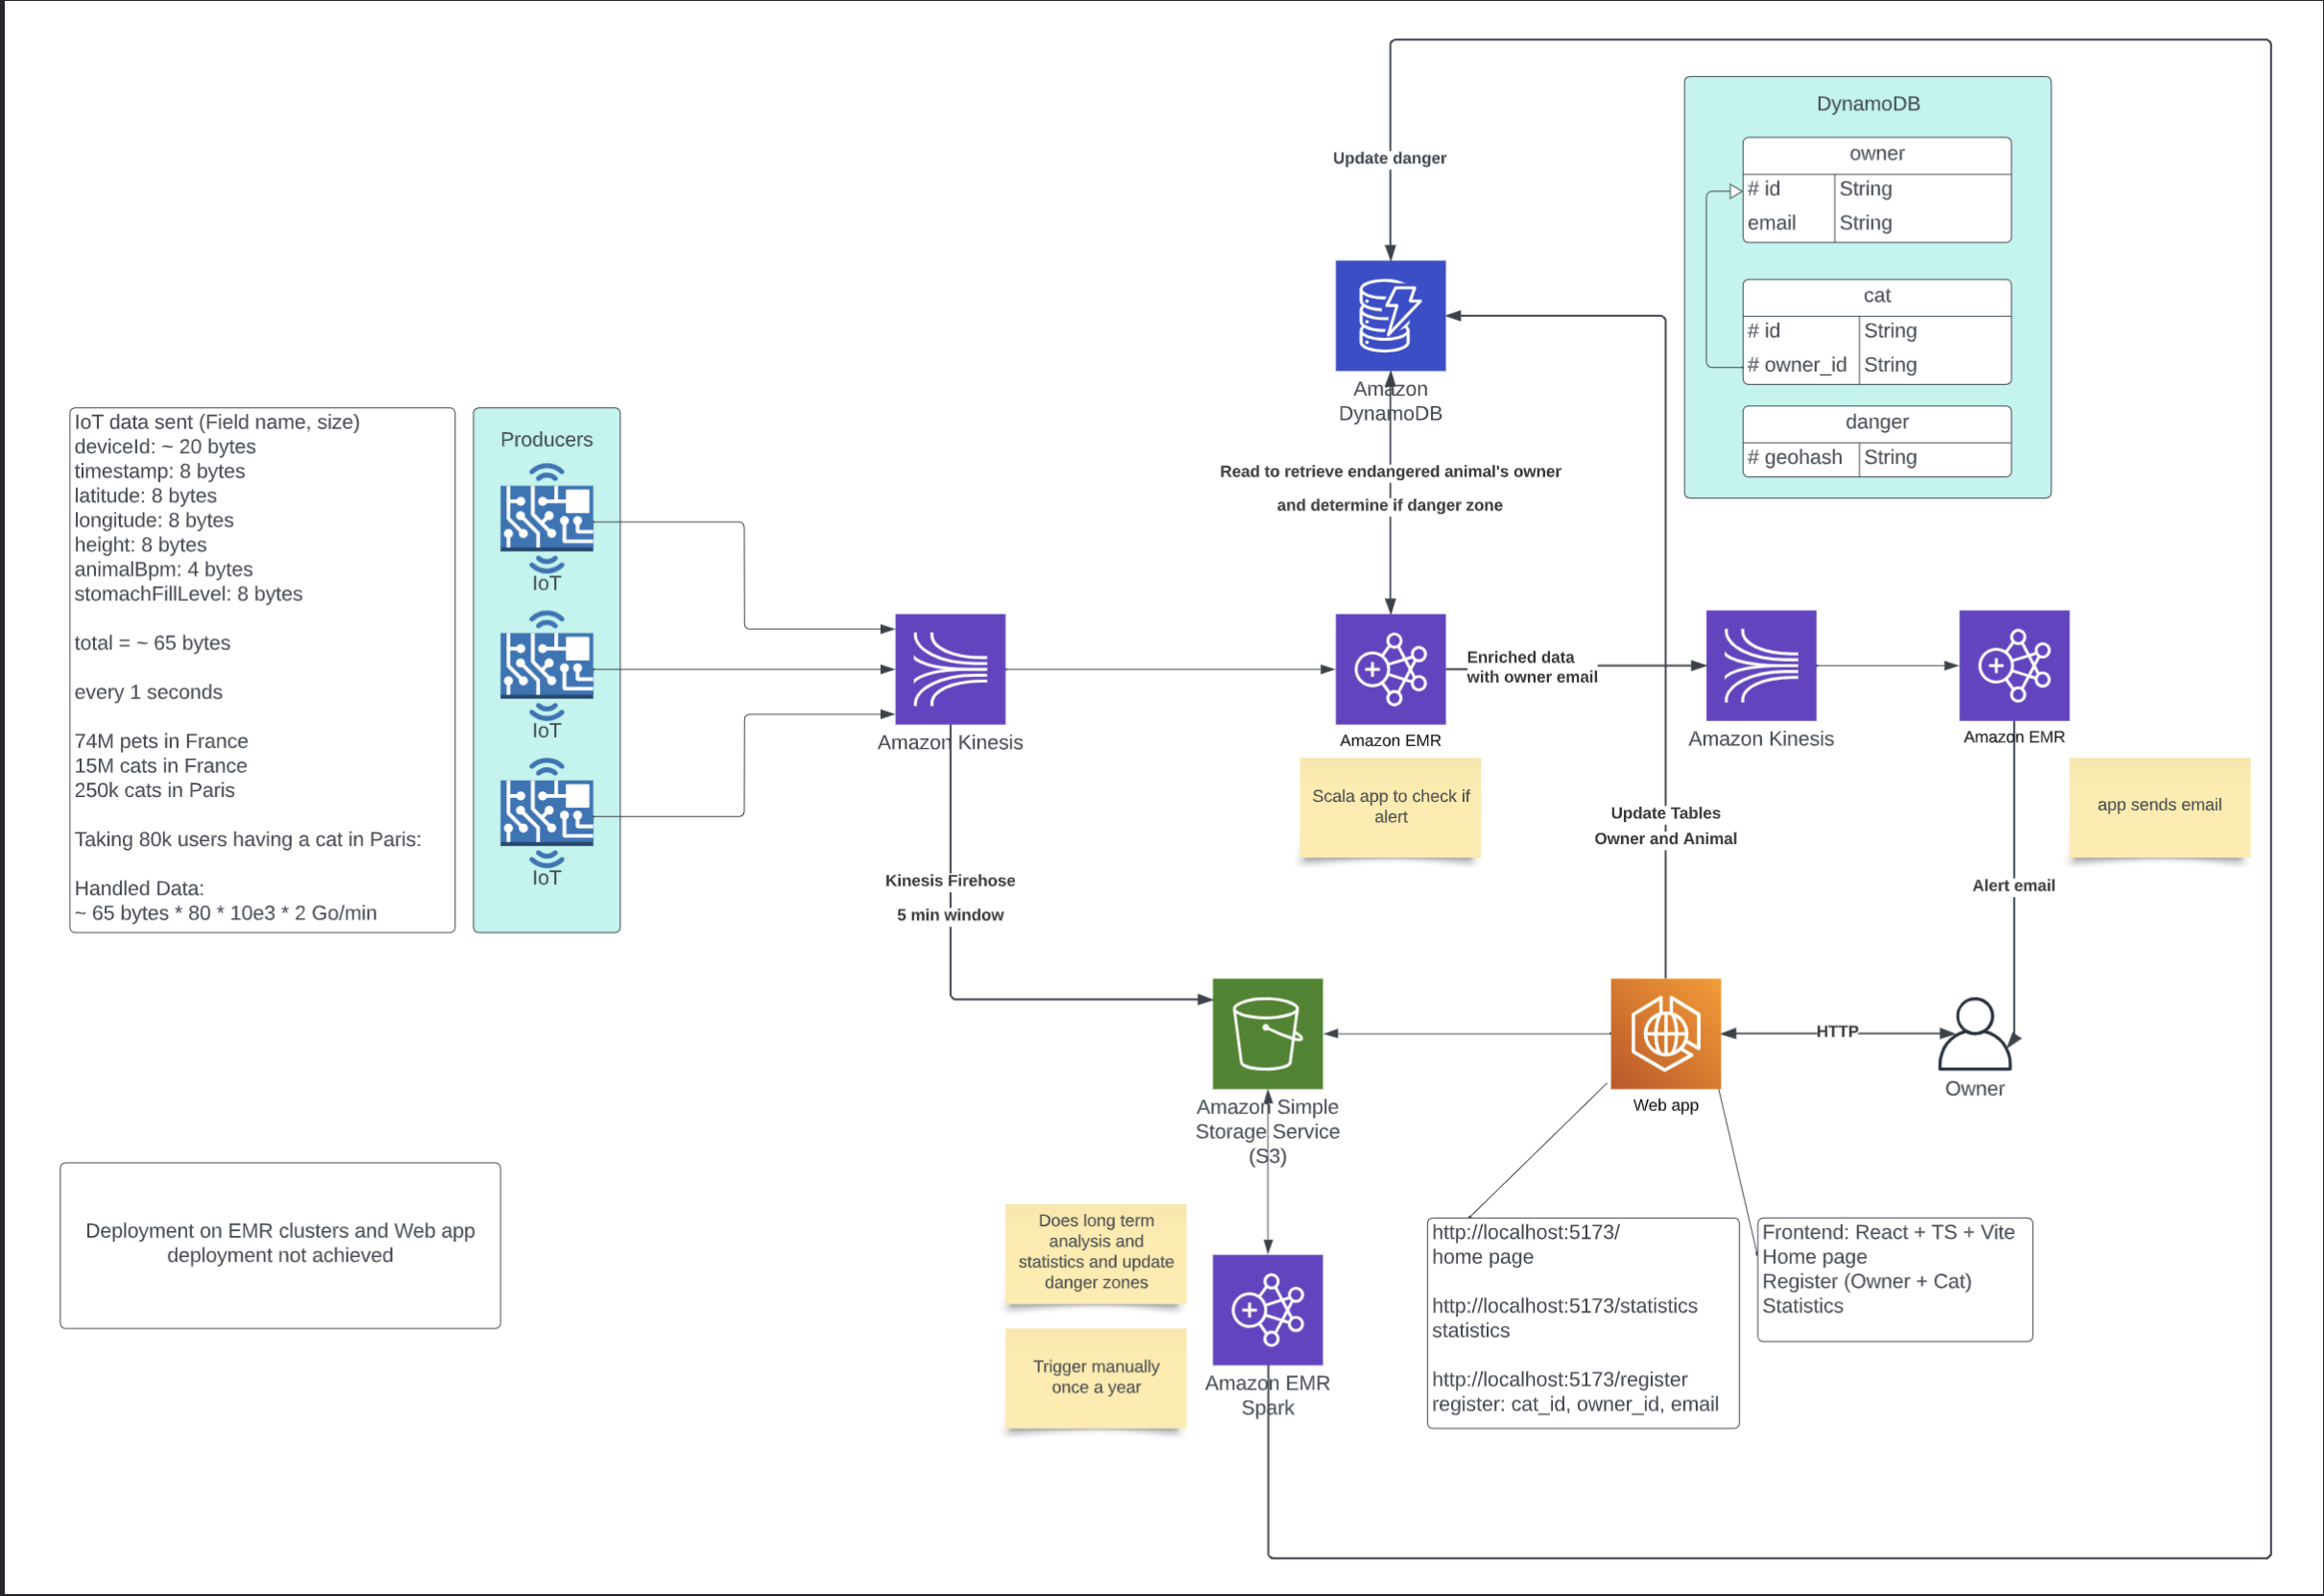 DynamoDB
owner
# id String
email String
cat
# id String
# owner_id String
danger
# geohash String
Update danger
Amazon
DynamoDB
Read to retrieve endangered animal's owner
and determine if danger zone
IoT data sent (Field name, size)
deviceId: ~ 20 bytes
timestamp: 8 bytes
latitude: 8 bytes
longitude: 8 bytes
height: 8 bytes
animalBpm: 4 bytes
stomachFillLevel: 8 bytes
total = ~ 65 bytes
every 1 seconds
74M pets in France
15M cats in France
250k cats in Paris
Taking 80k users having a cat in Paris:
Handled Data:
~ 65 bytes * 80 * 10e3 * 2 Go/min
Producers
IoT
IoT
IoT
Amazon Kinesis
Amazon EMR
Enriched data
with owner email
Amazon Kinesis
Amazon EMR
Scala app to check if
alert
Update Tables
Owner and Animal
app sends email
Alert email
Kinesis Firehose
5 min window
Amazon Simple
Storage Service
(S3)
Web app
HTTP
Owner
Deployment on EMR clusters and Web app
deployment not achieved
Does long term
analysis and
statistics and update
danger zones
Trigger manually
once a year
Amazon EMR
Spark
http://localhost:5173/
home page
http://localhost:5173/statistics
statistics
http://localhost:5173/register
register: cat_id, owner_id, email
Frontend: React + TS + Vite
Home page
Register (Owner + Cat)
Statistics